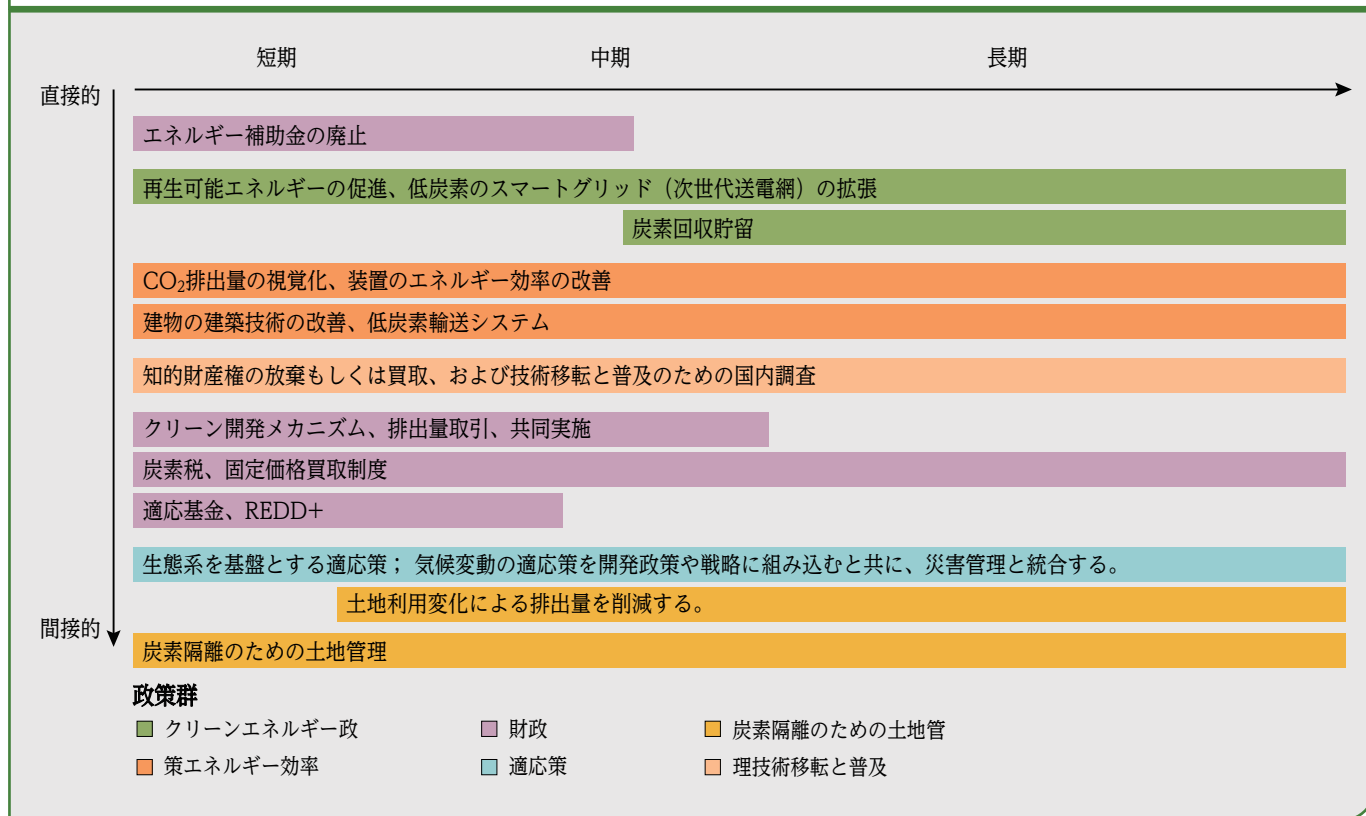 短期 中期 長期
直接的
エネルギー補助金の廃止
再生可能エネルギーの促進、低炭素のスマートグリッド（次世代送電網）の拡張
炭素回収貯留
CO₂排出量の視覚化、装置のエネルギー効率の改善
建物の建築技術の改善、低炭素輸送システム
知的財産権の放棄もしくは買取、および技術移転と普及のための国内調査
クリーン開発メカニズム、排出量取引、共同実施
炭素税、固定価格買取制度
適応基金、REDD+
生態系を基盤とする適応策； 気候変動の適応策を開発政策や戦略に組み込むと共に、災害管理と統合する。
土地利用変化による排出量を削減する。
間接的
炭素隔離のための土地管理
政策群
クリーンエネルギー政 財政 炭素隔離のための土地管
策エネルギー効率 適応策 理技術移転と普及